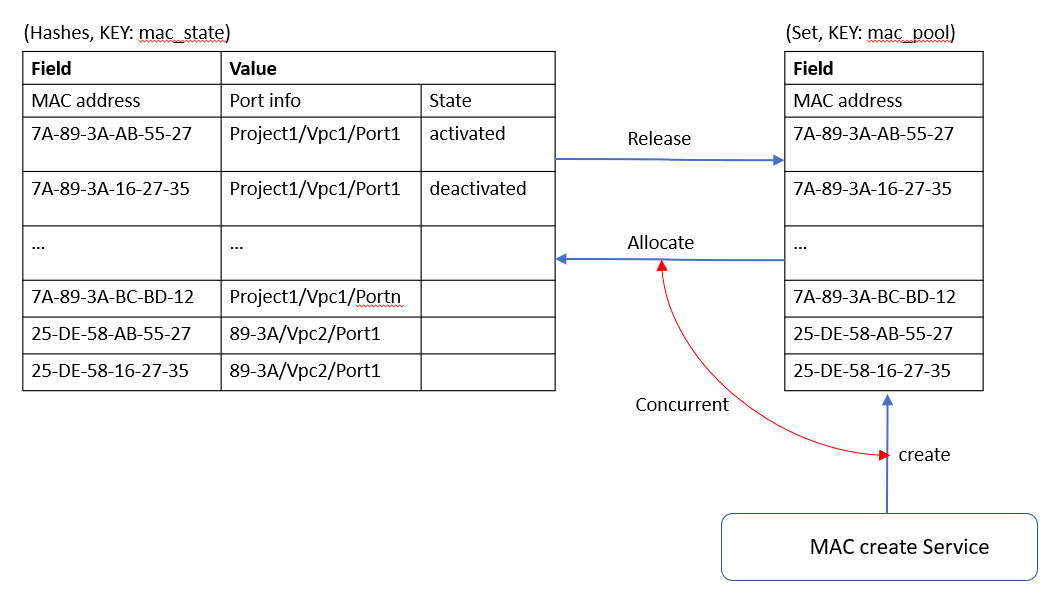 (Hashes, KEY: mac_state)
Field Value
MAC address Port info State
7A-89-3A-AB-55-27 Project1/Vpc1/Port1 activated
7A-89-3A-16-27-35 Project1/Vpc1/Port1 deactivated
... ...
7A-89-3A-BC-BD-12 Project1/Vpc1/Portn
25-DE-58-AB-55-27 89-3A/Vpc2/Port1
25-DE-58-16-27-35 89-3A/Vpc2/Port1
Release
Allocate
Concurrent
(Set, KEY: mac_pool)
Field
MAC address
7A-89-3A-AB-55-27
7A-89-3A-16-27-35
...
7A-89-3A-BC-BD-12
25-DE-58-AB-55-27
25-DE-58-16-27-35
create
MAC create Service